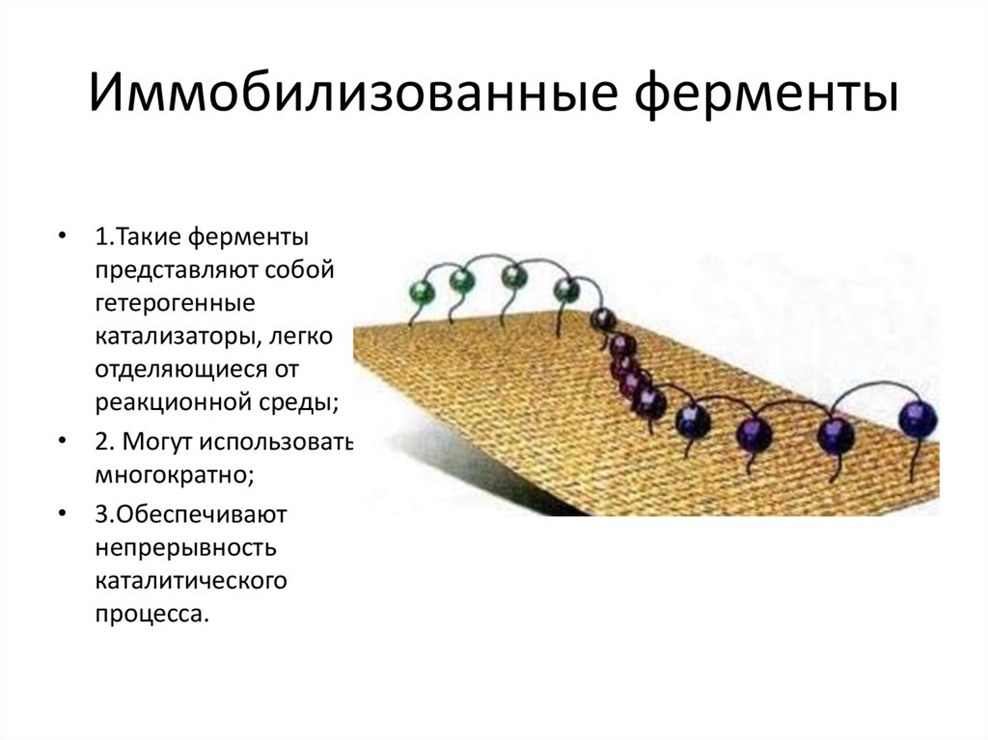 Иммобилизованные ферменты
• 1.Такие ферменты
представляют собой
гетерогенные
катализаторы, легко
отделяющиеся от
реакционной среды;
• 2. Могут использовать
многократно;
• 3.Обеспечивают
непрерывность
каталитического
процесса.